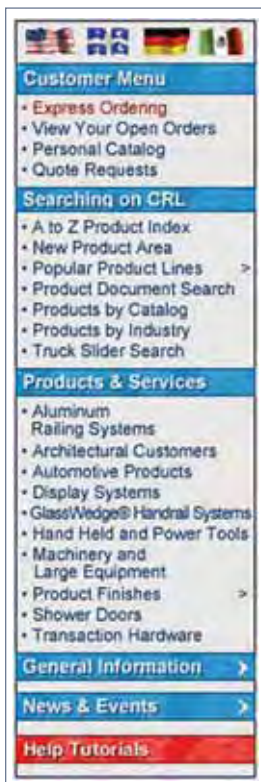 Customer Menu
• Express Ordering
• View Your Open Orders
• Personal Catalog
• Quote Requests
Searching on CRL
• A to Z Product Index
• New Product Area
• Popular Product Lines >
• Product Document Search
• Products by Catalog
• Products by Industry
• Truck Slider Search
Products & Services
• Aluminum
Railing Systems
• Architectural Customers
• Automotive Products
• Display Systems
• GlassWedge® Handrail Systems
• Hand Held and Power Tools
• Machinery and
Large Equipment
• Product Finishes >
• Shower Doors
• Transaction Hardware
General Information >
News & Events >
Help Tutorials